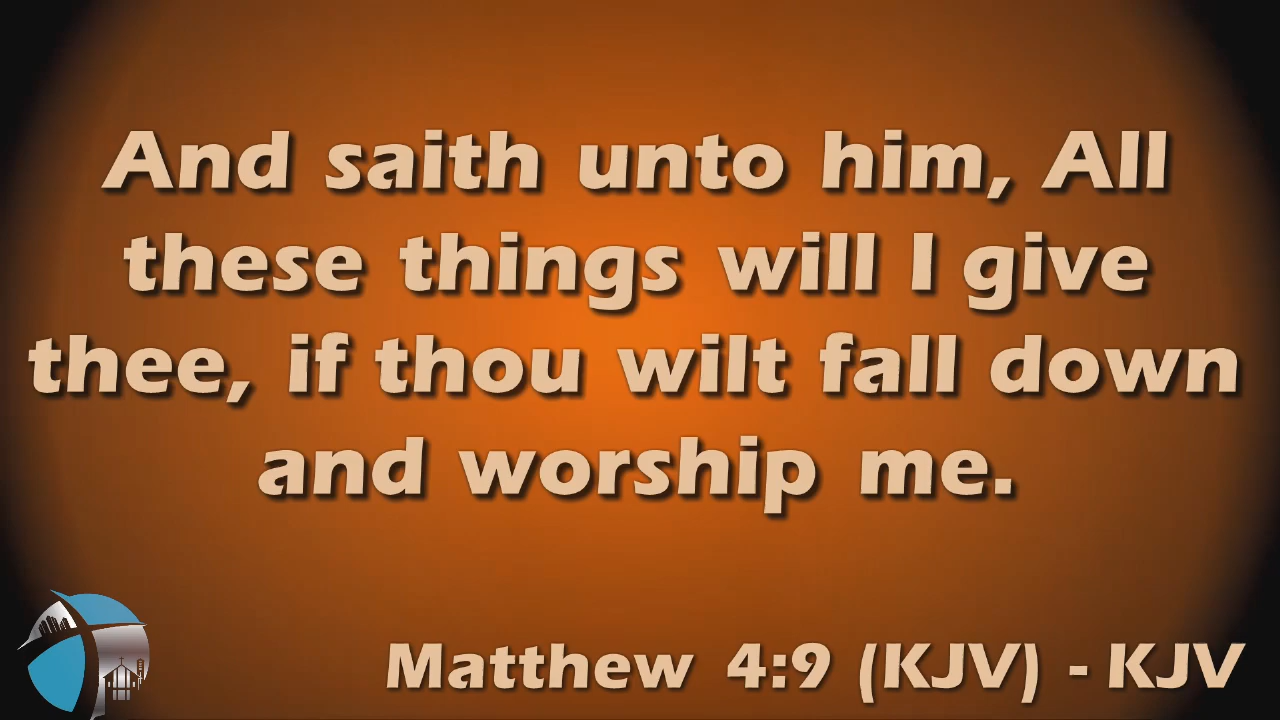 And saith unto him, All
these things will I give
thee, if thou wilt fall down
and worship me.
Matthew 4:9 (KJV) - KJV